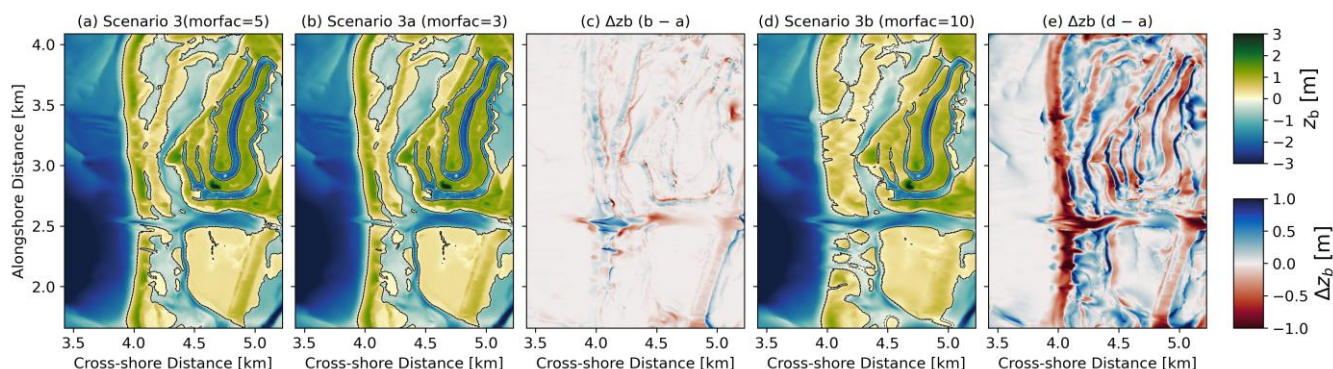 (a) Scenario 3(morfac=5)
(b) Scenario 3a (morfac=3)
(c) Δzb (b − a)
(d) Scenario 3b (morfac=10)
(e) Δzb (d − a)
Alongshore Distance [km]
4.0
3.5
3.0
2.5
2.0
3.5 4.0 4.5 5.0
3.5 4.0 4.5 5.0
3.5 4.0 4.5 5.0
3.5 4.0 4.5 5.0
3.5 4.0 4.5 5.0
Cross-shore Distance [km]
Cross-shore Distance [km]
Cross-shore Distance [km]
Cross-shore Distance [km]
Cross-shore Distance [km]
3
2
1
0
−1
−2
−3
z_b [m]
1.0
0.5
0.0
−0.5
−1.0
Δz_b [m]